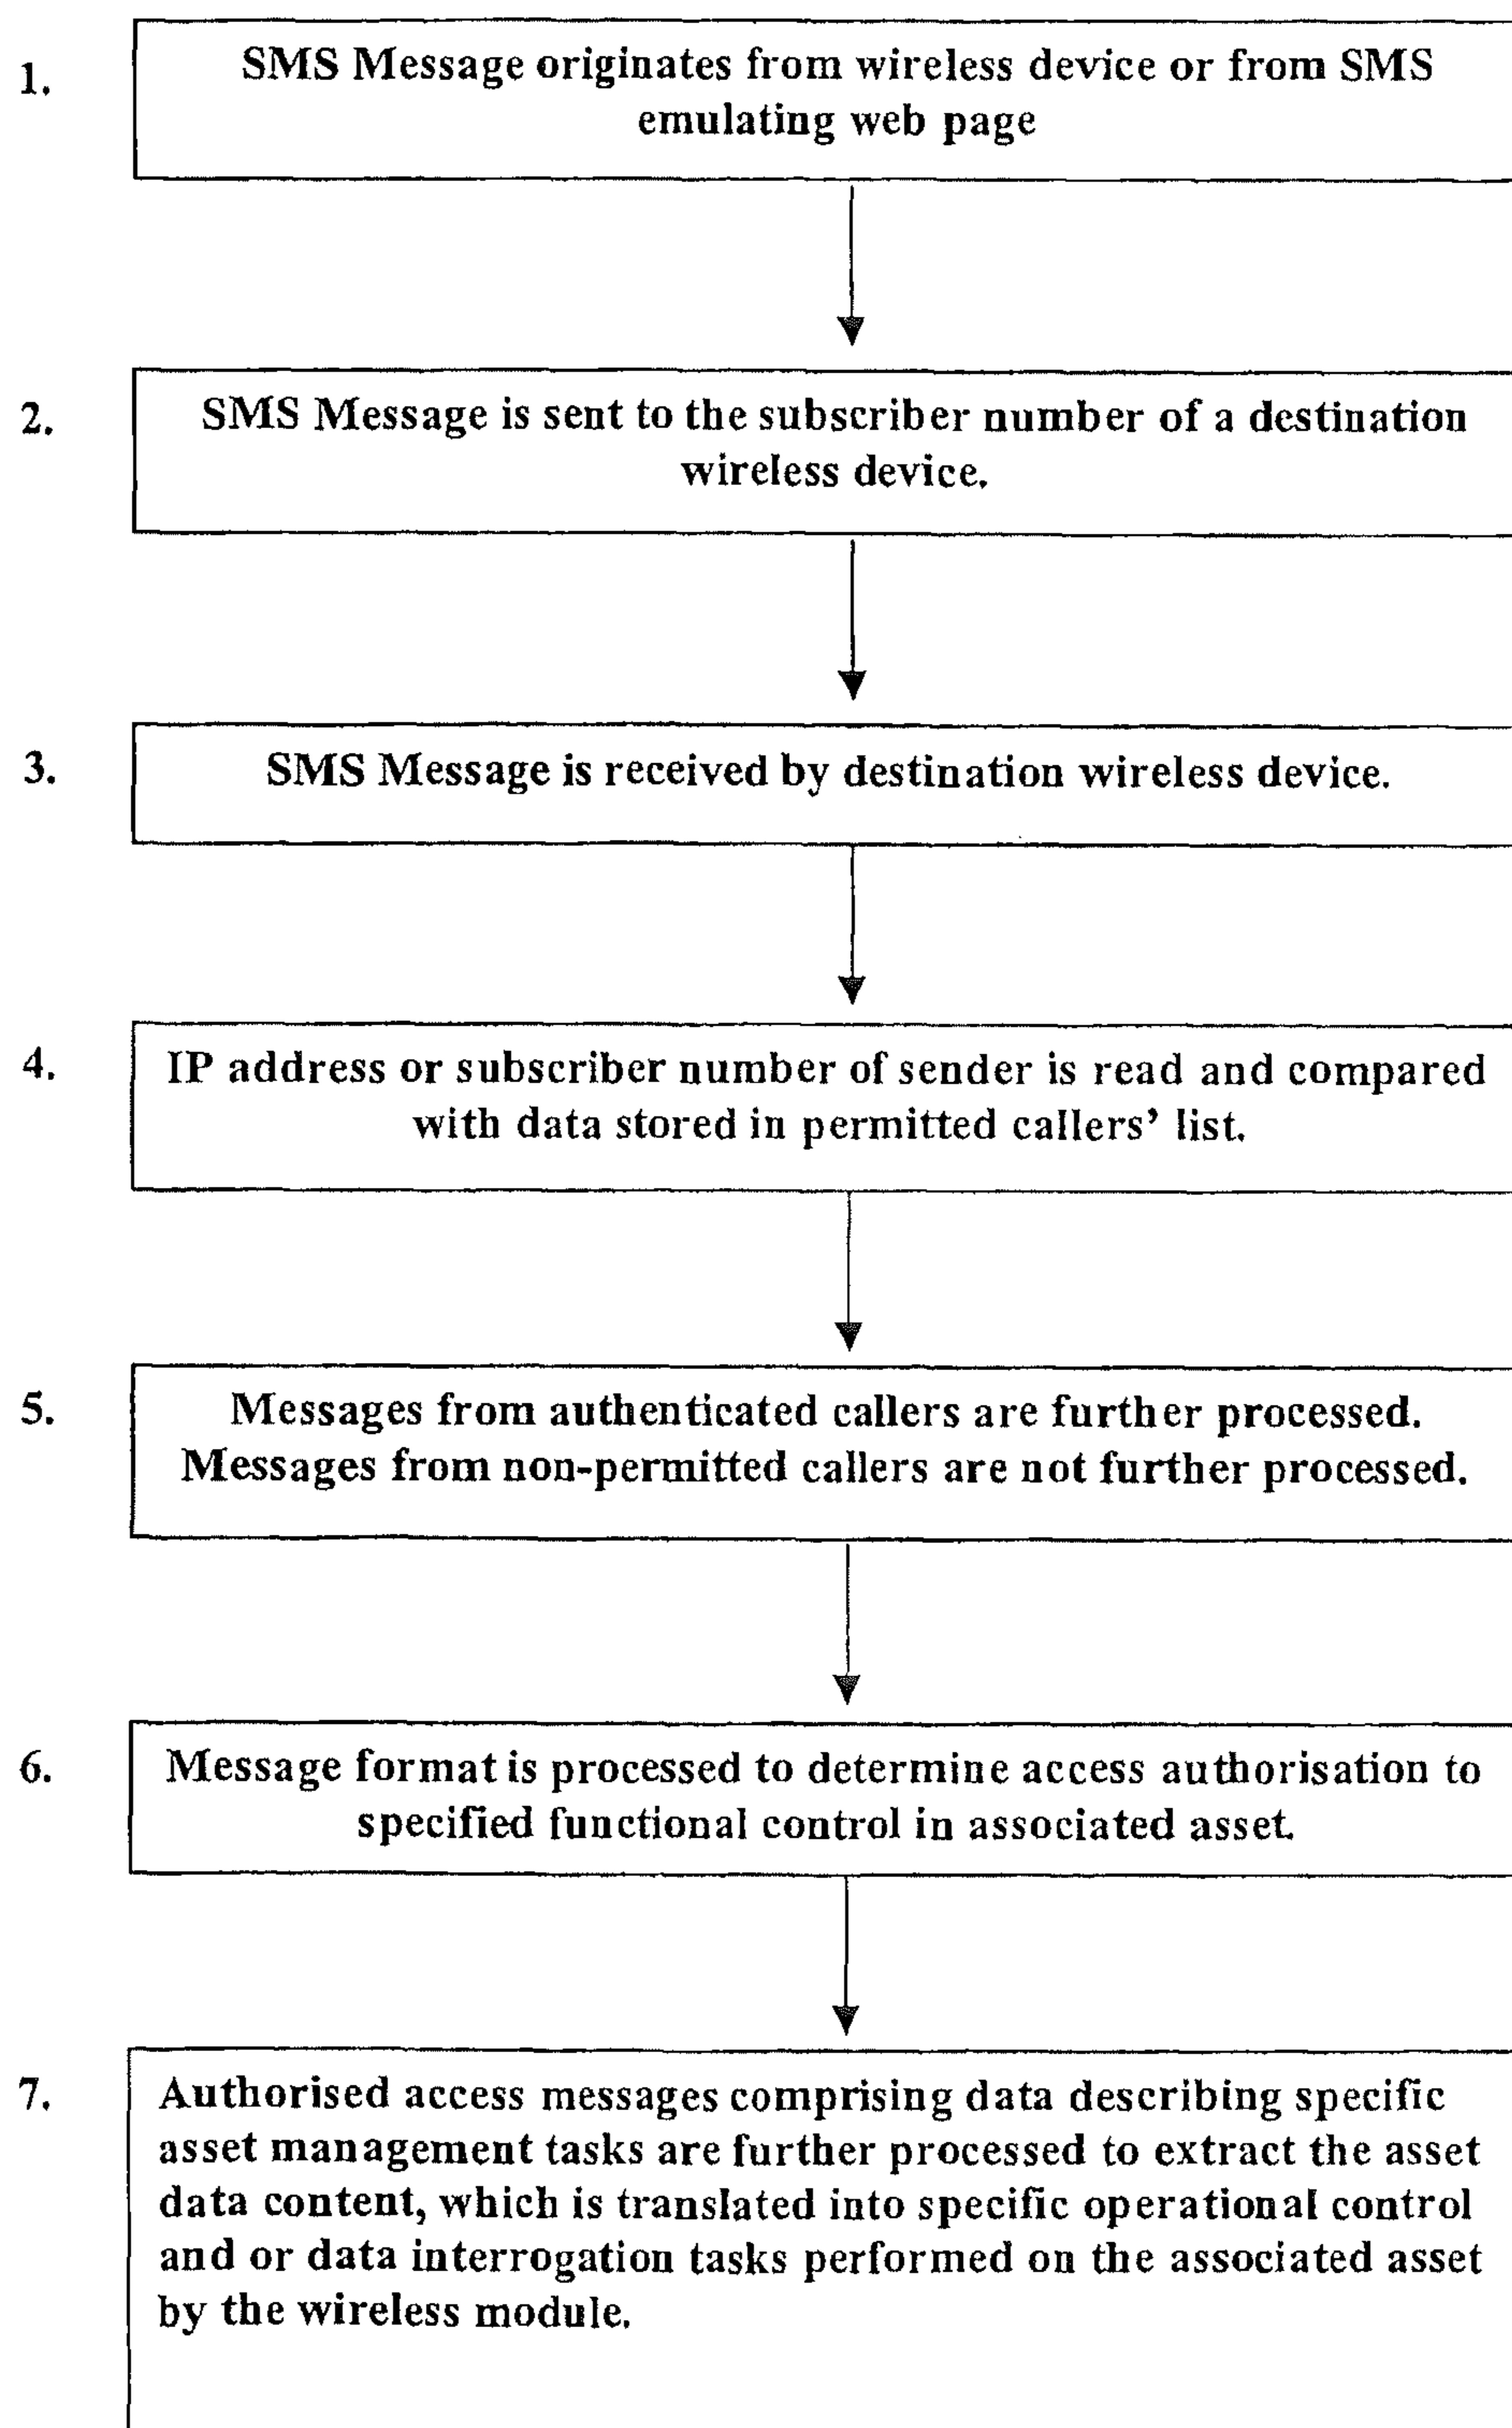 1.
SMS Message originates from wireless device or from SMS
emulating web page
2.
SMS Message is sent to the subscriber number of a destination
wireless device.
3.
SMS Message is received by destination wireless device.
4.
IP address or subscriber number of sender is read and compared
with data stored in permitted callers' list.
5.
Messages from authenticated callers are further processed.
Messages from non-permitted callers are not further processed.
6.
Message format is processed to determine access authorisation to
specified functional control in associated asset.
7.
Authorised access messages comprising data describing specific
asset management tasks are further processed to extract the asset
data content, which is translated into specific operational control
and or data interrogation tasks performed on the associated asset
by the wireless module.